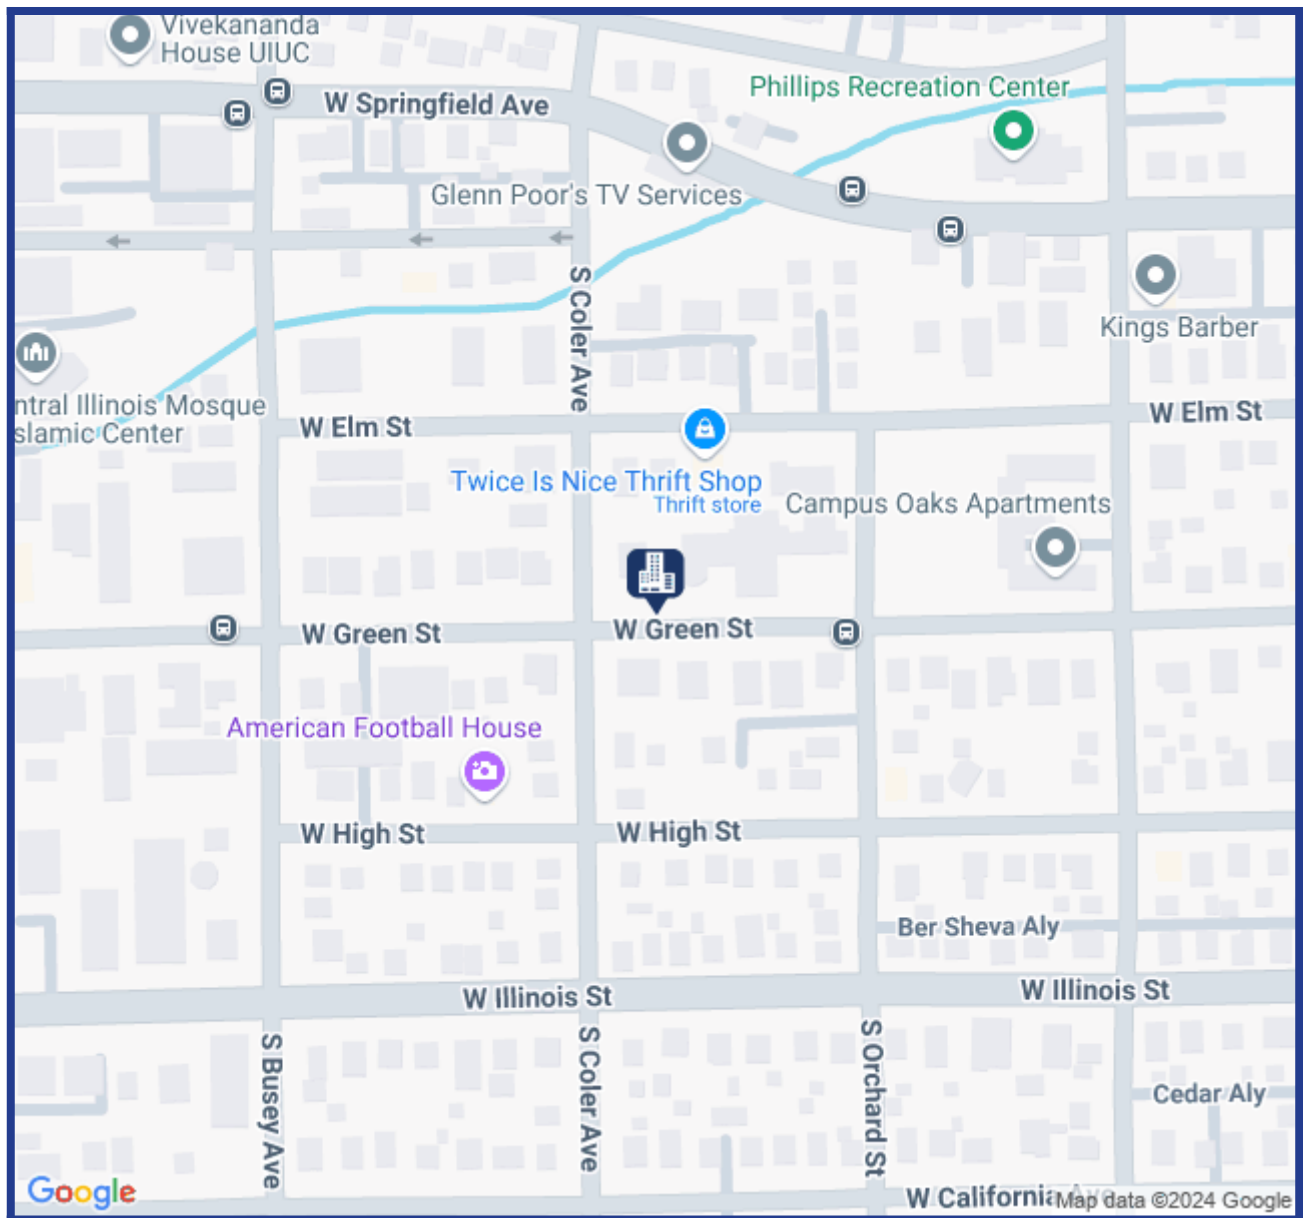 Vivekananda
House UIUC
W Springfield Ave
Phillips Recreation Center
Glenn Poor's TV Services
S Coler Ave
Kings Barber
ntral Illinois Mosque
slamic Center
W Elm St
W Elm St
Twice Is Nice Thrift Shop
Thrift store
Campus Oaks Apartments
W Green St
W Green St
American Football House
W High St
W High St
Ber Sheva Aly
W Illinois St
W Illinois St
S Busey Ave
S Coler Ave
S Orchard St
Cedar Aly
Google
W California Ave
Map data ©2024 Google